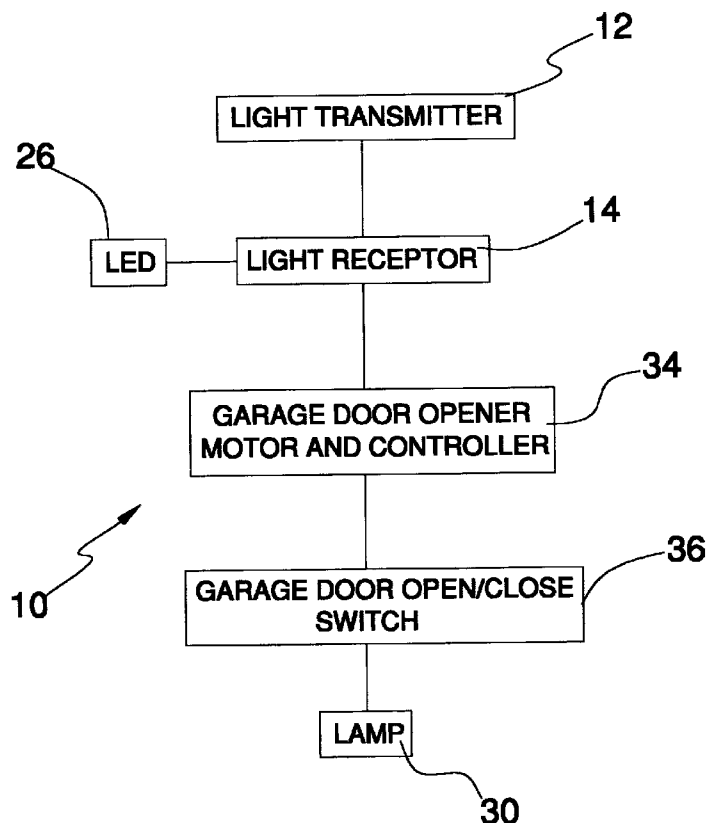 12
LIGHT TRANSMITTER
26
14
LED
LIGHT RECEPTOR
34
GARAGE DOOR OPENER
MOTOR AND CONTROLLER
36
GARAGE DOOR OPEN/CLOSE
SWITCH
10
LAMP
30